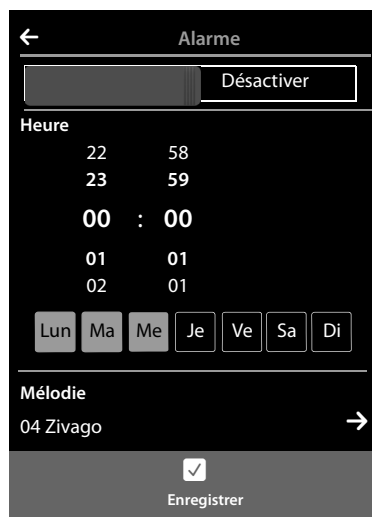 Alarme
Désactiver
Heure
22 58
23 59
00 : 00
01 01
02 01
Lun Ma Me Je Ve Sa Di
Mélodie
04 Zivago
Enregistrer